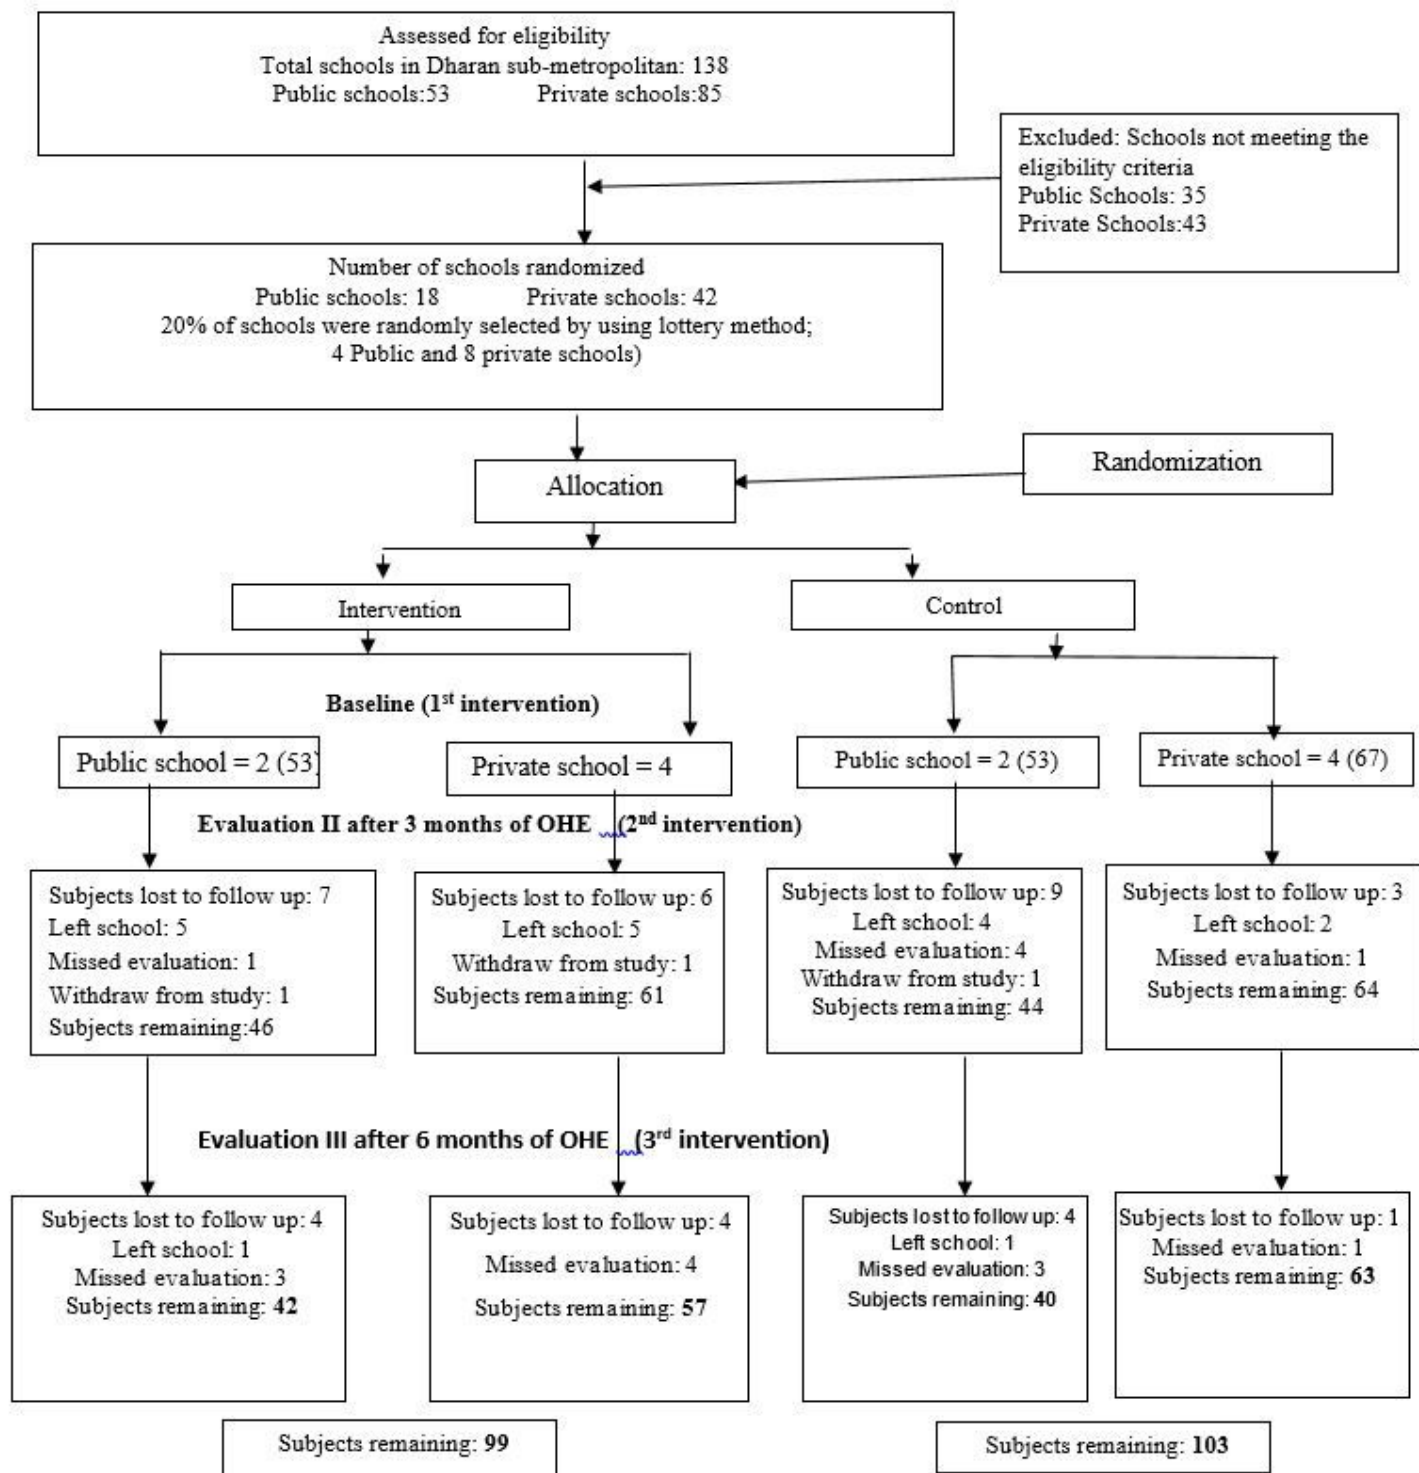 Assessed for eligibility
Total schools in Dharan sub-metropolitan: 138
Public schools:53 Private schools:85
Excluded: Schools not meeting the
eligibility criteria
Public Schools: 35
Private Schools:43
Number of schools randomized
Public schools: 18 Private schools: 42
20% of schools were randomly selected by using lottery method;
4 Public and 8 private schools)
Randomization
Allocation
Intervention
Control
Baseline (1st intervention)
Public school = 2 (53)
Private school = 4
Public school = 2 (53)
Private school = 4 (67)
Evaluation II after 3 months of OHE (2nd intervention)
Subjects lost to follow up: 7
Left school: 5
Missed evaluation: 1
Withdraw from study: 1
Subjects remaining:46
Subjects lost to follow up: 6
Left school: 5
Withdraw from study: 1
Subjects remaining: 61
Subjects lost to follow up: 9
Left school: 4
Missed evaluation: 4
Withdraw from study: 1
Subjects remaining: 44
Subjects lost to follow up: 3
Left school: 2
Missed evaluation: 1
Subjects remaining: 64
Evaluation III after 6 months of OHE (3rd intervention)
Subjects lost to follow up: 4
Left school: 1
Missed evaluation: 3
Subjects remaining: 42
Subjects lost to follow up: 4
Missed evaluation: 4
Subjects remaining: 57
Subjects lost to follow up: 4
Left school: 1
Missed evaluation: 3
Subjects remaining: 40
Subjects lost to follow up: 1
Missed evaluation: 1
Subjects remaining: 63
Subjects remaining: 99
Subjects remaining: 103